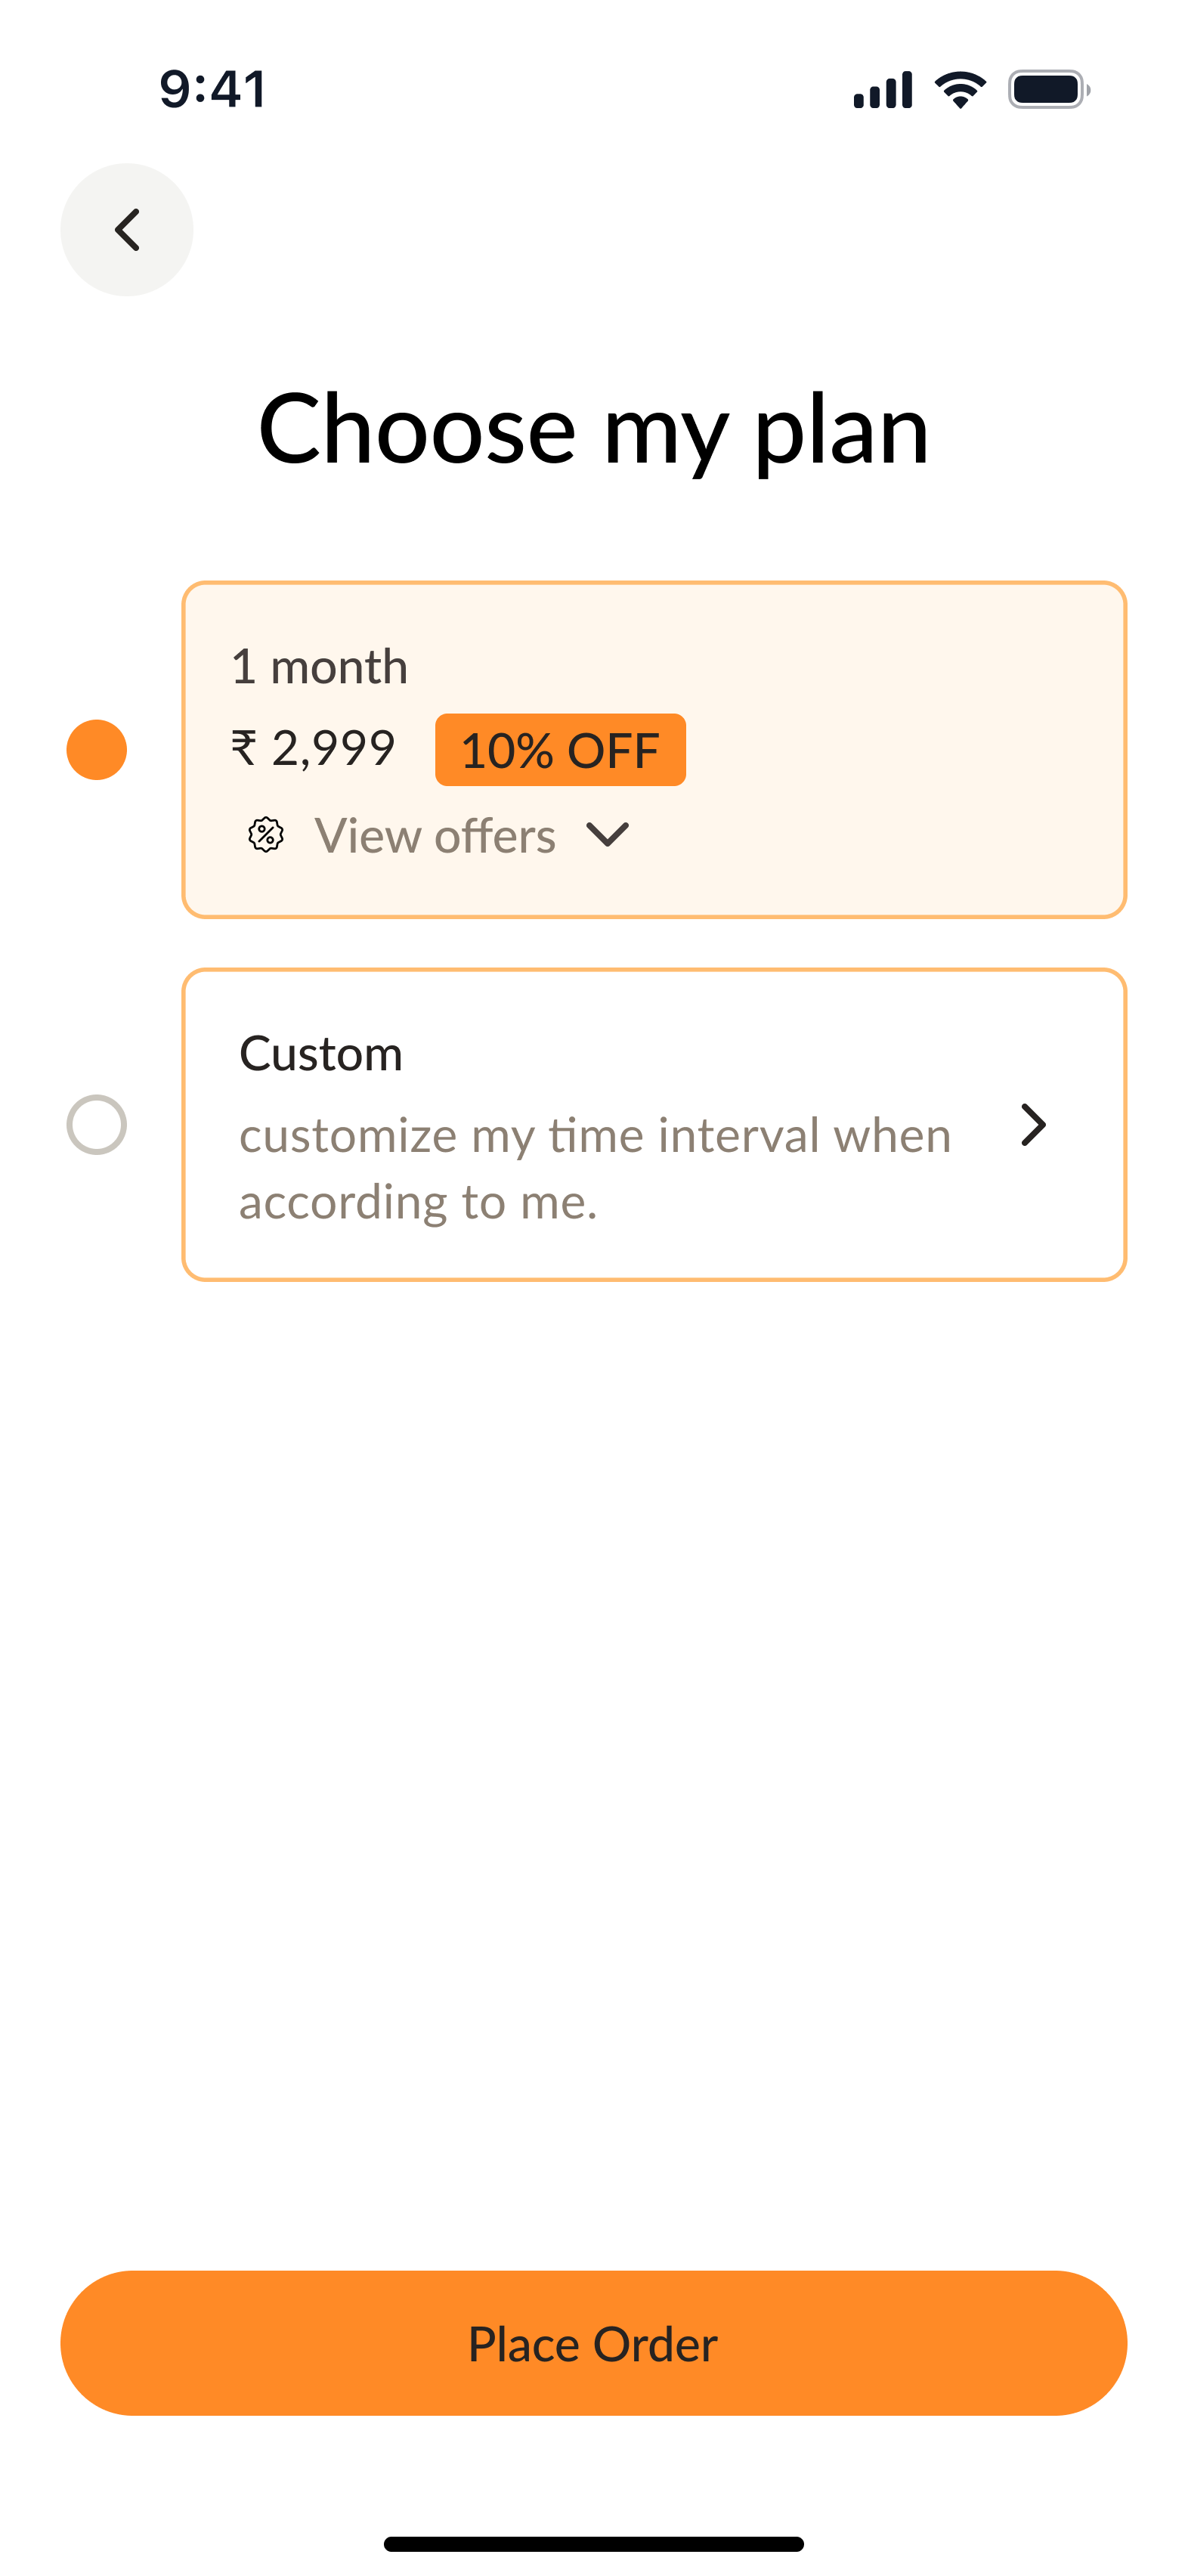 9:41
Choose my plan
1 month
₹ 2,999 10% OFF
View offers
Custom
customize my time interval when
according to me.
Place Order